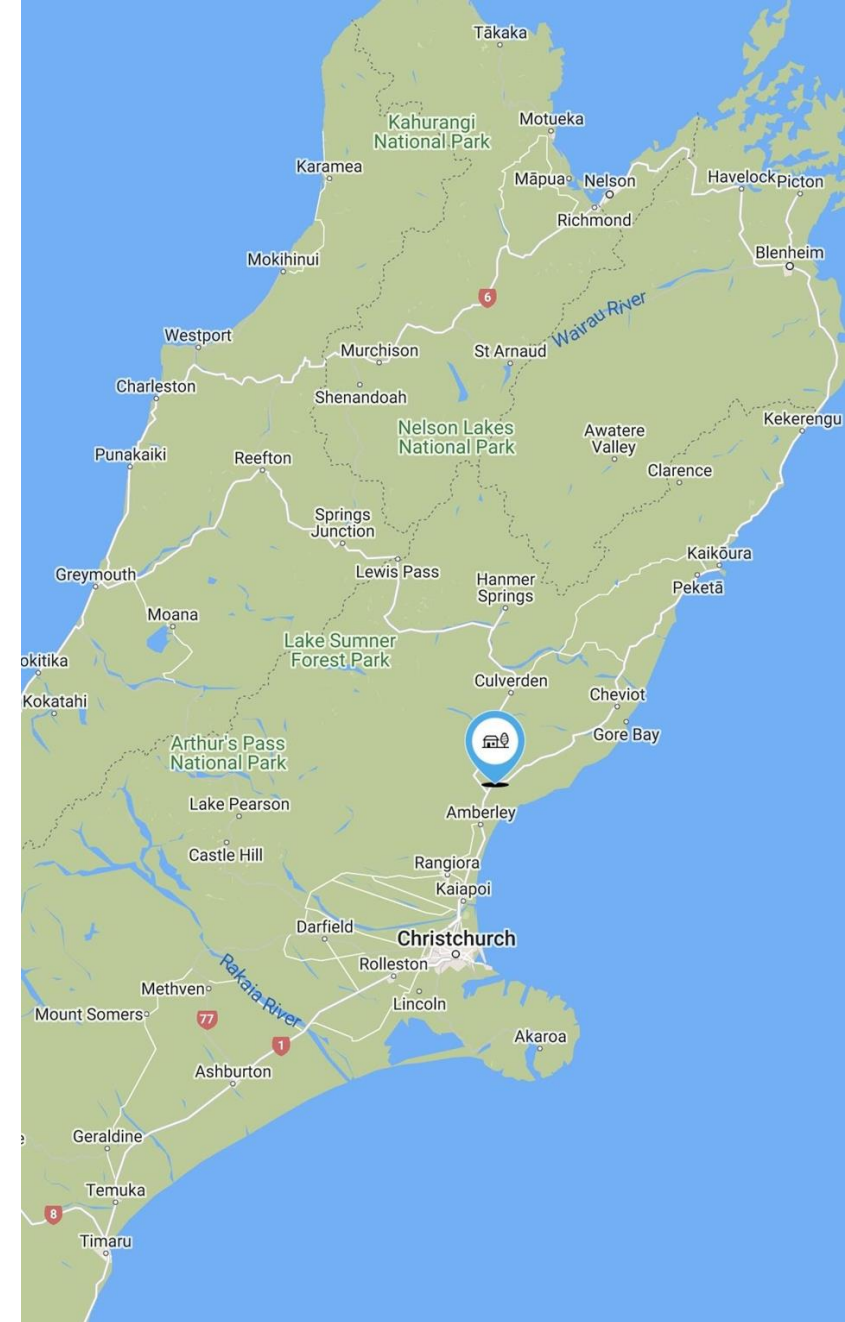 Tākaka
Kahurangi
National Park
Motueka
Karamea
Māpua
Nelson
Havelock
Picton
Richmond
Mokihinui
Blenheim
6
Wairau River
Westport
Murchison
St Arnaud
Charleston
Shenandoah
Nelson Lakes
National Park
Awatere
Valley
Kekerengu
Punakaiki
Reefton
Clarence
Springs
Junction
Kaikōura
Greymouth
Lewis Pass
Hanmer
Springs
Peketā
Moana
Lake Sumner
Forest Park
okitika
Culverden
Kokatahi
Cheviot
Gore Bay
Arthur's Pass
National Park
Lake Pearson
Amberley
Castle Hill
Rangiora
Kaiapoi
Darfield
Christchurch
Rolleston
Rakaia River
Methven
Lincoln
Mount Somers
77
1
Akaroa
Ashburton
e
Geraldine
Temuka
8
Timaru